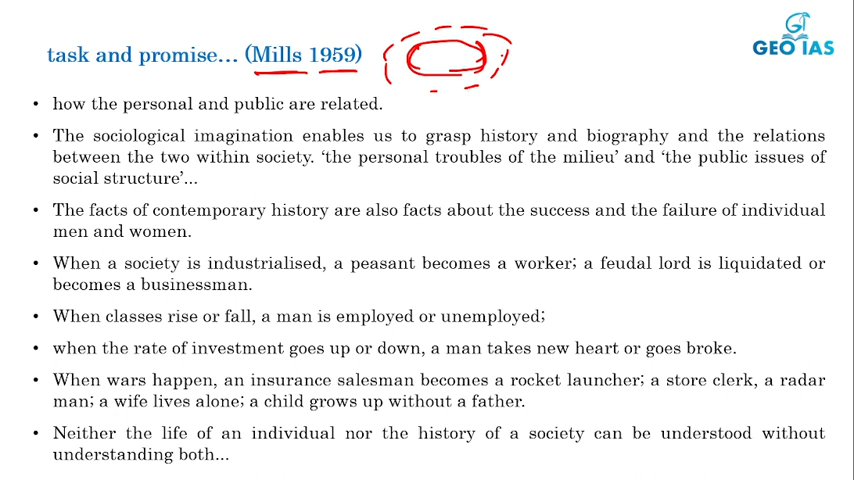 task and promise… (Mills 1959)
GEO IAS
• how the personal and public are related.
• The sociological imagination enables us to grasp history and biography and the relations
between the two within society. ‘the personal troubles of the milieu’ and ‘the public issues of
social structure’...
• The facts of contemporary history are also facts about the success and the failure of individual
men and women.
• When a society is industrialised, a peasant becomes a worker; a feudal lord is liquidated or
becomes a businessman.
• When classes rise or fall, a man is employed or unemployed;
• when the rate of investment goes up or down, a man takes new heart or goes broke.
• When wars happen, an insurance salesman becomes a rocket launcher; a store clerk, a radar
man; a wife lives alone; a child grows up without a father.
• Neither the life of an individual nor the history of a society can be understood without
understanding both...